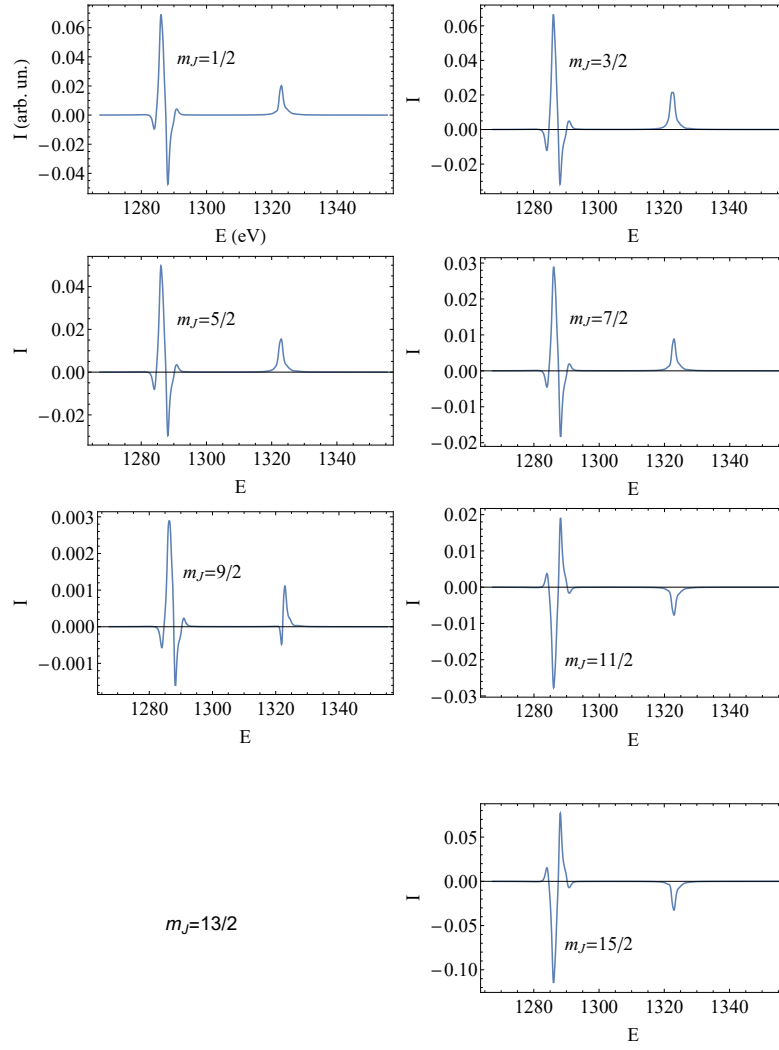 I (arb. un.)
0.06
0.04
0.02
0.00
−0.02
−0.04
m_J=1/2
1280 1300 1320 1340
E (eV)
I
0.06
0.04
0.02
0.00
−0.02
m_J=3/2
1280 1300 1320 1340
E
I
0.04
0.02
0.00
−0.02
m_J=5/2
1280 1300 1320 1340
E
I
0.03
0.02
0.01
0.00
−0.01
−0.02
m_J=7/2
1280 1300 1320 1340
E
I
0.003
0.002
0.001
0.000
−0.001
m_J=9/2
1280 1300 1320 1340
E
I
0.02
0.01
0.00
−0.01
−0.02
−0.03
m_J=11/2
1280 1300 1320 1340
E
m_J=13/2
I
0.05
0.00
−0.05
−0.10
m_J=15/2
1280 1300 1320 1340
E